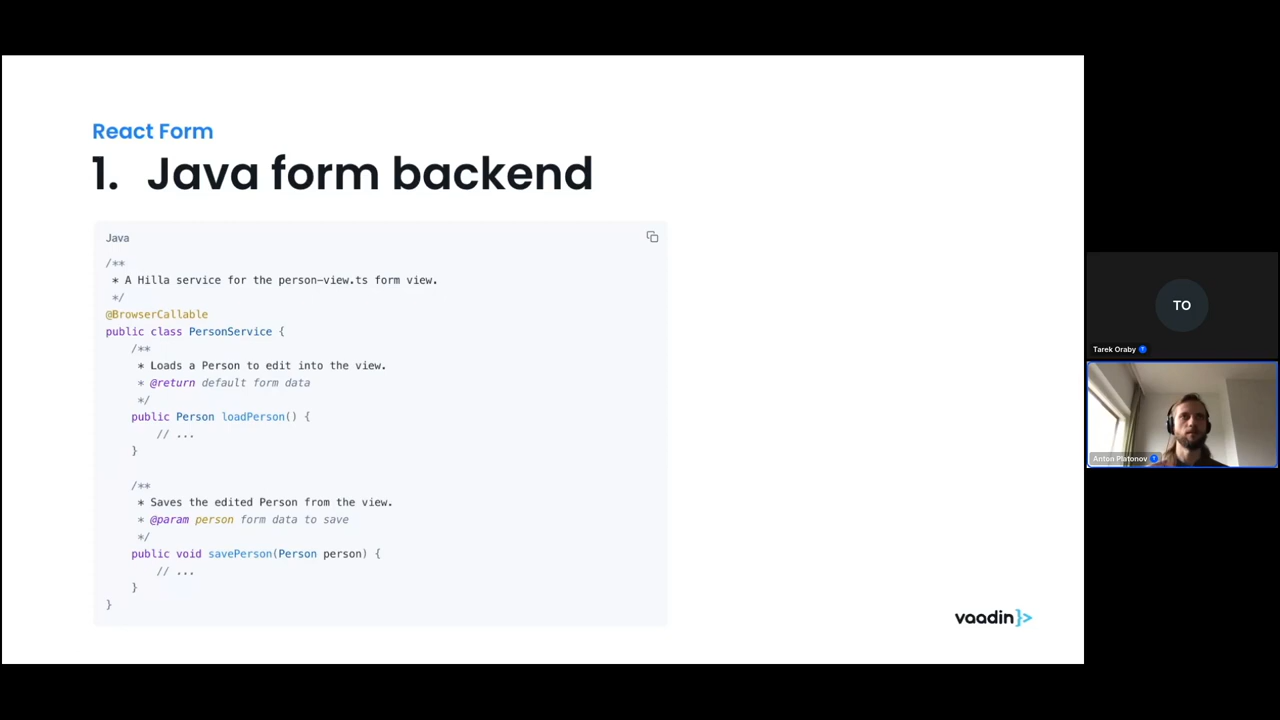 React Form
1. Java form backend
Java
/**
 * A Hilla service for the person-view.ts form view.
 */
@BrowserCallable
public class PersonService {
    /**
     * Loads a Person to edit into the view.
     * @return default form data
     */
    public Person loadPerson() {
        // ...
    }

    /**
     * Saves the edited Person from the view.
     * @param person form data to save
     */
    public void savePerson(Person person) {
        // ...
    }
}
vaadin}>
TO
Tarek Oraby
Anton Platonov